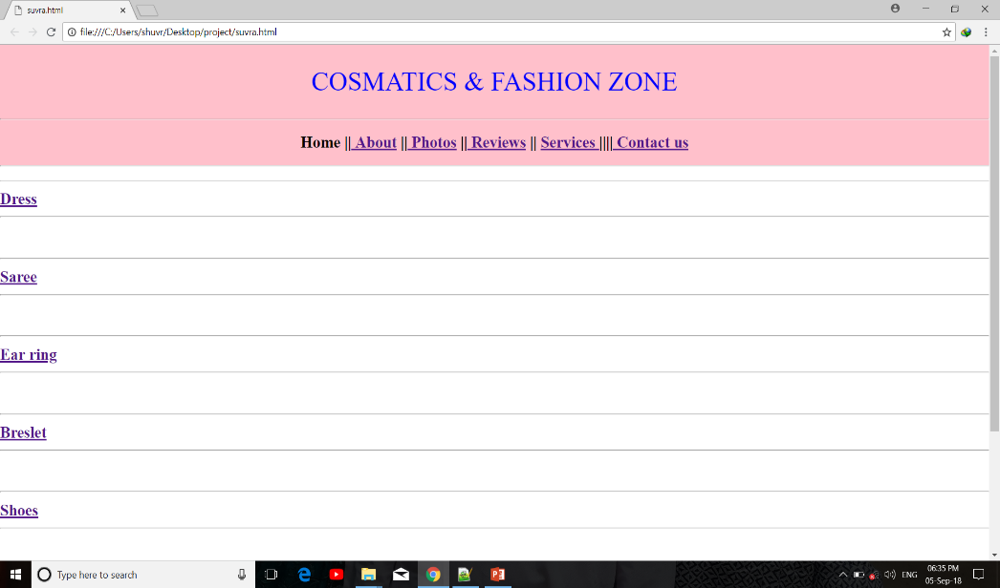 suvra.html
file:///C:/Users/shuvr/Desktop/project/suvra.html
COSMATICS & FASHION ZONE
Home || About || Photos || Reviews || Services |||| Contact us
Dress
Saree
Ear ring
Breslet
Shoes
Type here to search
ENG
06:35 PM
05-Sep-18